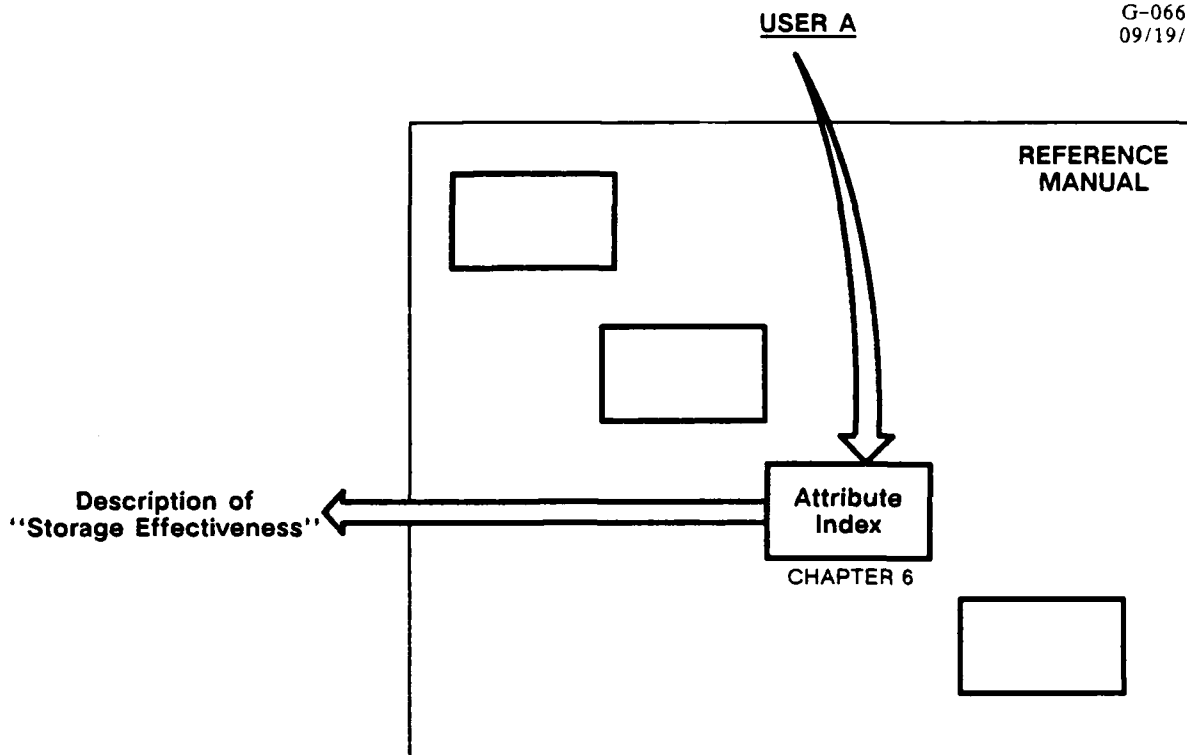 USER A
G-066
09/19/
REFERENCE
MANUAL
Description of
‘‘Storage Effectiveness’’
Attribute
Index
CHAPTER 6